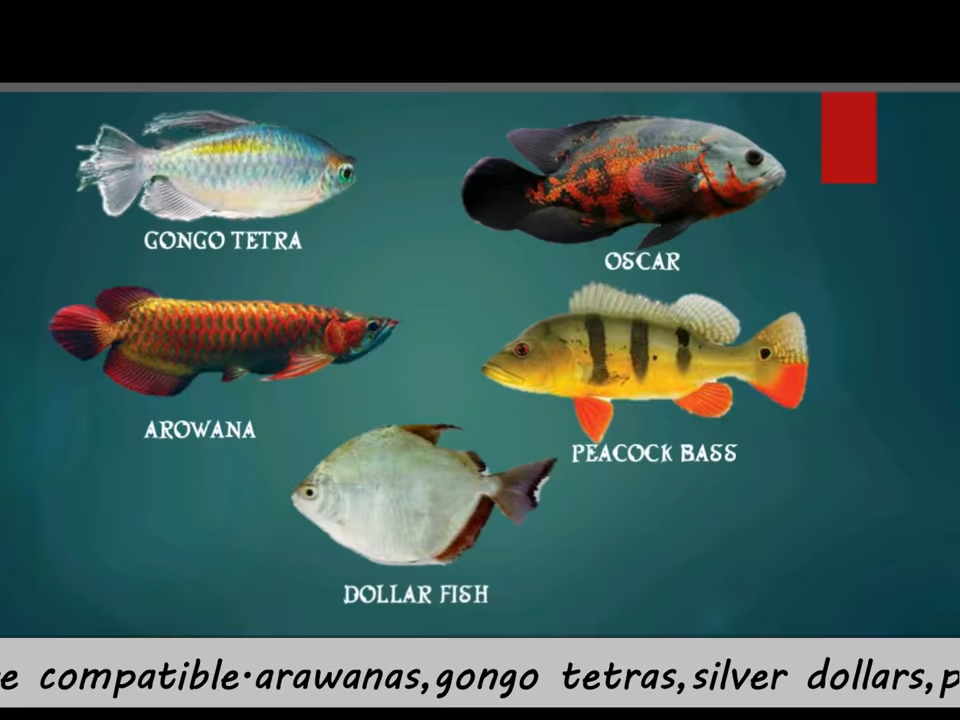 GONGO TETRA
OSCAR
AROWANA
PEACOCK BASS
DOLLAR FISH
compatible·arawanas,gongo tetras,silver dollars,